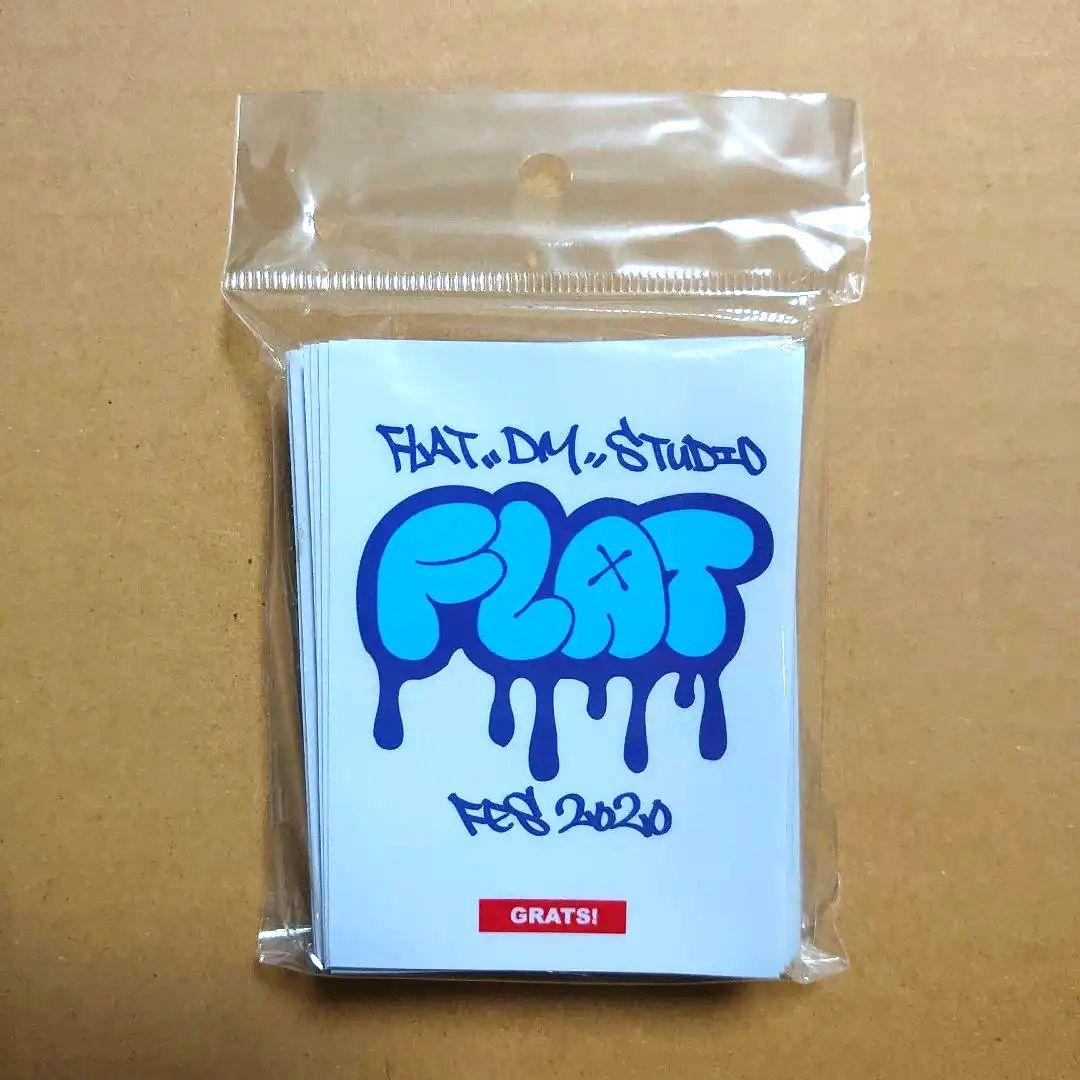 FLAT,, DM,, STUDIO
FLAT
FES 2020
GRATS!